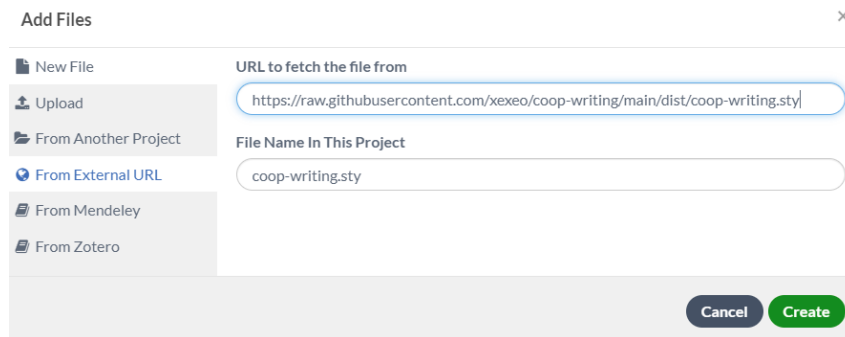 Add Files
×
New File
Upload
From Another Project
From External URL
From Mendeley
From Zotero
URL to fetch the file from
https://raw.githubusercontent.com/xexeo/coop-writing/main/dist/coop-writing.sty
File Name In This Project
coop-writing.sty
Cancel
Create